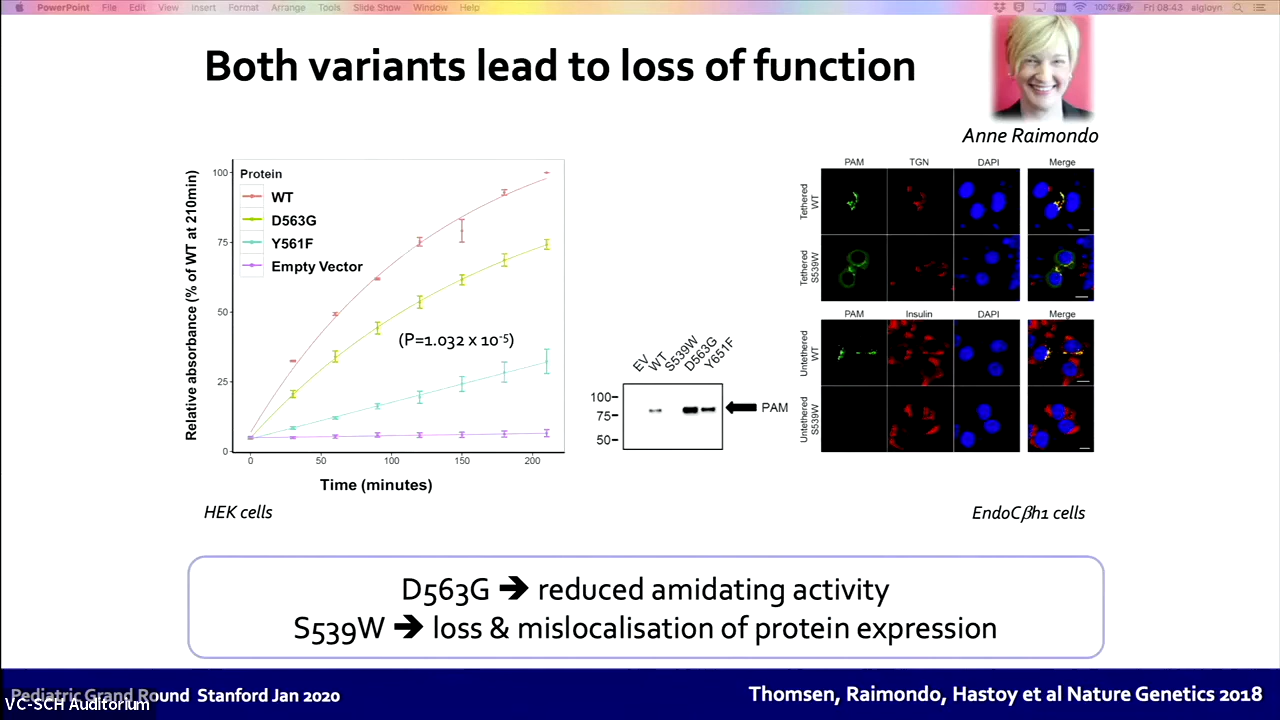 PowerPoint File Edit View Insert Format Arrange Tools Slide Show Window Help 100% Fri 08:43 algloyn
Both variants lead to loss of function
Anne Raimondo
Relative absorbance (% of WT at 210min)
100
75
50
25
0
Protein
WT
D563G
Y561F
Empty Vector
(P=1.032 x 10-5)
0 50 100 150 200
Time (minutes)
HEK cells
EV
WT
S539W
D563G
Y651F
100
75
50
PAM
PAM TGN DAPI Merge
Tethered WT
Tethered S539W
PAM Insulin DAPI Merge
Untethered WT
Untethered S539W
EndoCβh1 cells
D563G ➔ reduced amidating activity
S539W ➔ loss & mislocalisation of protein expression
Pediatric Grand Round Stanford Jan 2020
VC-SCH Auditorium
Thomsen, Raimondo, Hastoy et al Nature Genetics 2018